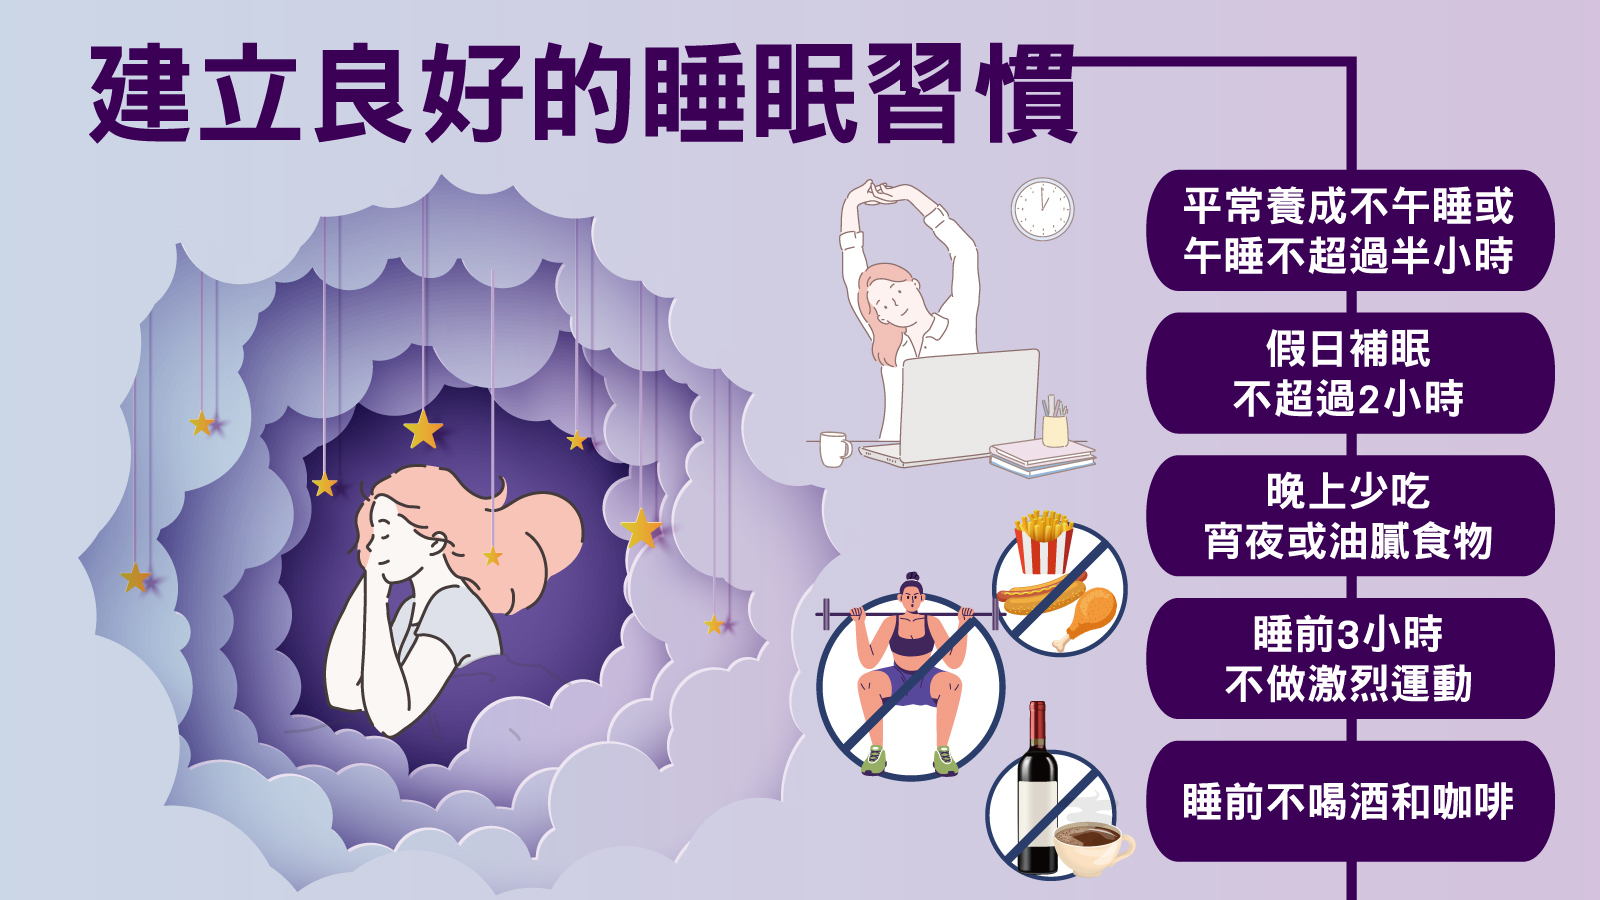 建立良好的睡眠習慣
平常養成不午睡或
午睡不超過半小時
假日補眠
不超過2小時
晚上少吃
宵夜或油膩食物
睡前3小時
不做激烈運動
睡前不喝酒和咖啡